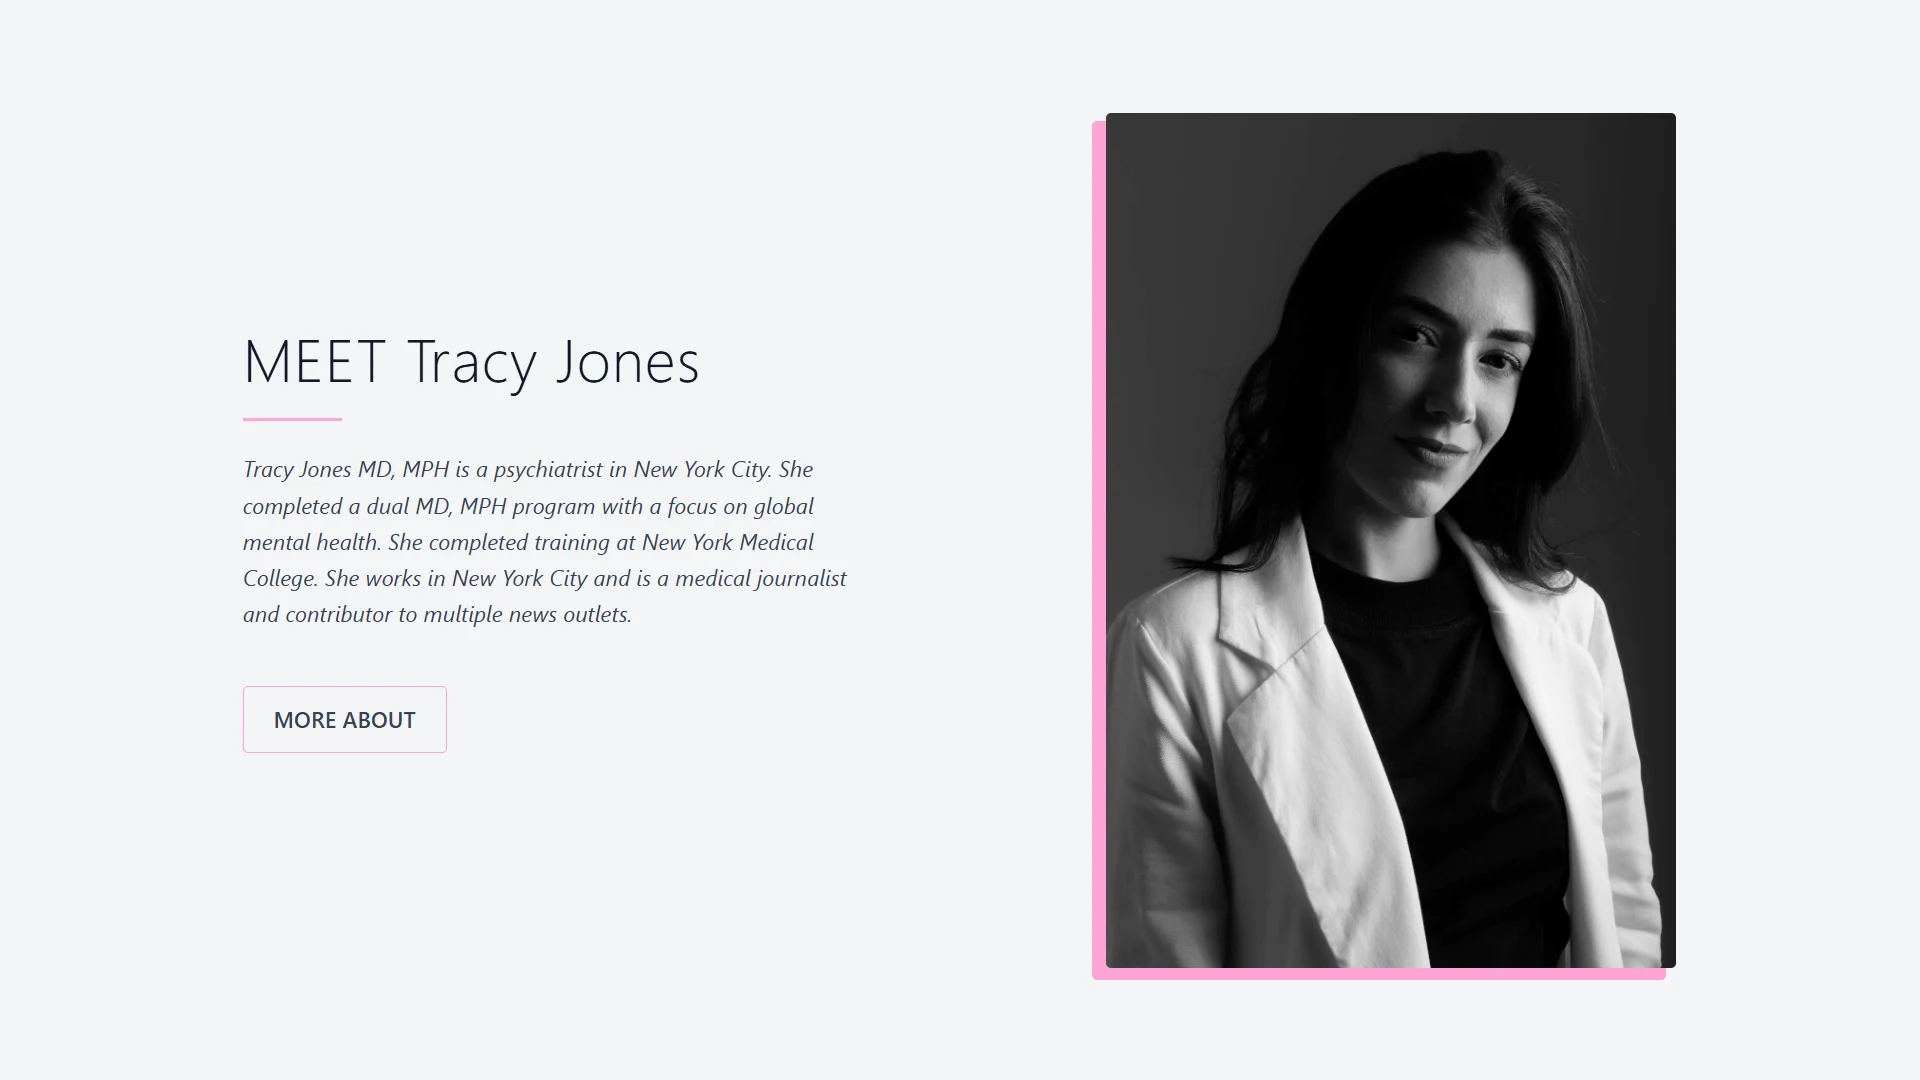 MEET Tracy Jones
Tracy Jones MD, MPH is a psychiatrist in New York City. She
completed a dual MD, MPH program with a focus on global
mental health. She completed training at New York Medical
College. She works in New York City and is a medical journalist
and contributor to multiple news outlets.
MORE ABOUT